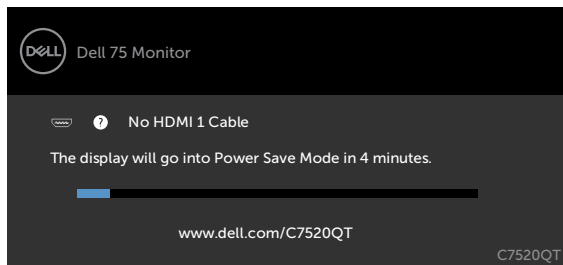 DELL
Dell 75 Monitor
? No HDMI 1 Cable
The display will go into Power Save Mode in 4 minutes.
www.dell.com/C7520QT
C7520QT